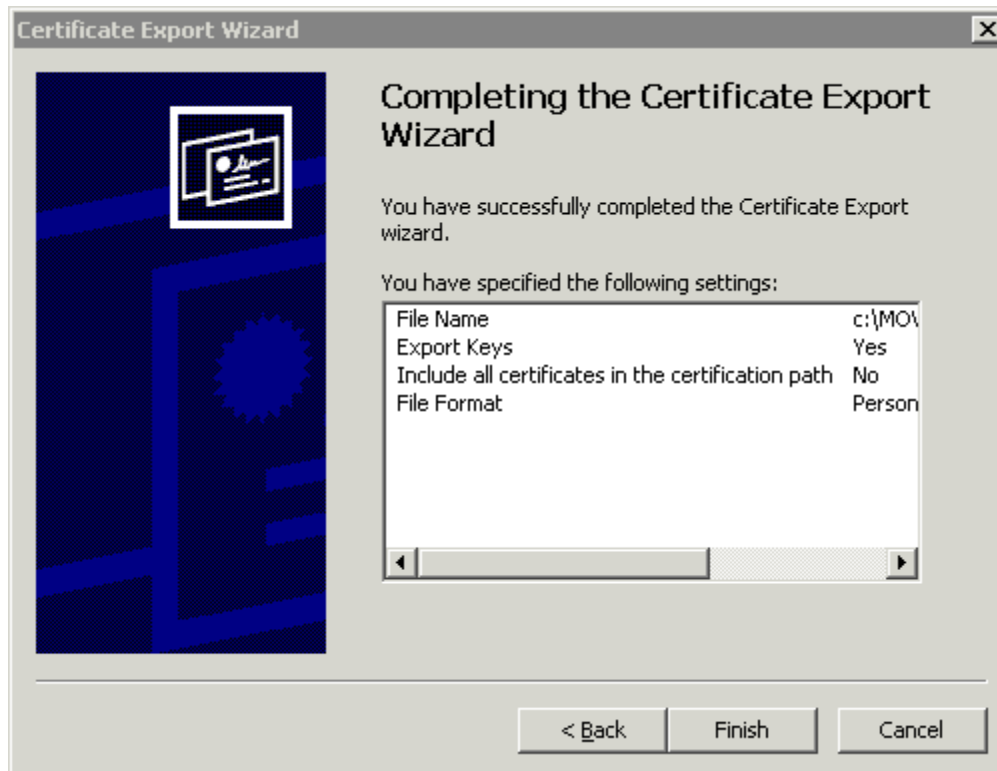 Certificate Export Wizard
Completing the Certificate Export
Wizard
You have successfully completed the Certificate Export
wizard.
You have specified the following settings:
File Name c:\MO\
Export Keys Yes
Include all certificates in the certification path No
File Format Person
< Back Finish Cancel